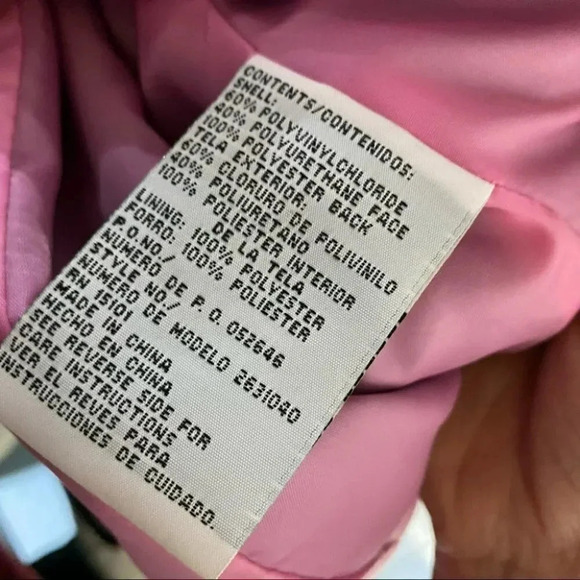 CONTENTS/CONTENIDOS:
SHELL:
60% POLYVINYLCHLORIDE
40% POLYURETHANE FACE
100% POLYESTER BACK
TELA EXTERIOR:
60% CLORURO DE POLIVINILO
40% POLIURETANO
100% POLIESTER INTERIOR
DE LA TELA
LINING: 100% POLYESTER
FORRO: 100% POLIESTER
P.O.NO./
NUMERO DE P.O. 052646
STYLE NO./
NUMERO DE MODELO 2631040
RN 15101
MADE IN CHINA
HECHO EN CHINA
SEE REVERSE SIDE FOR
CARE INSTRUCTIONS
VER EL REVES PARA
INSTRUCCIONES DE CUIDADO.